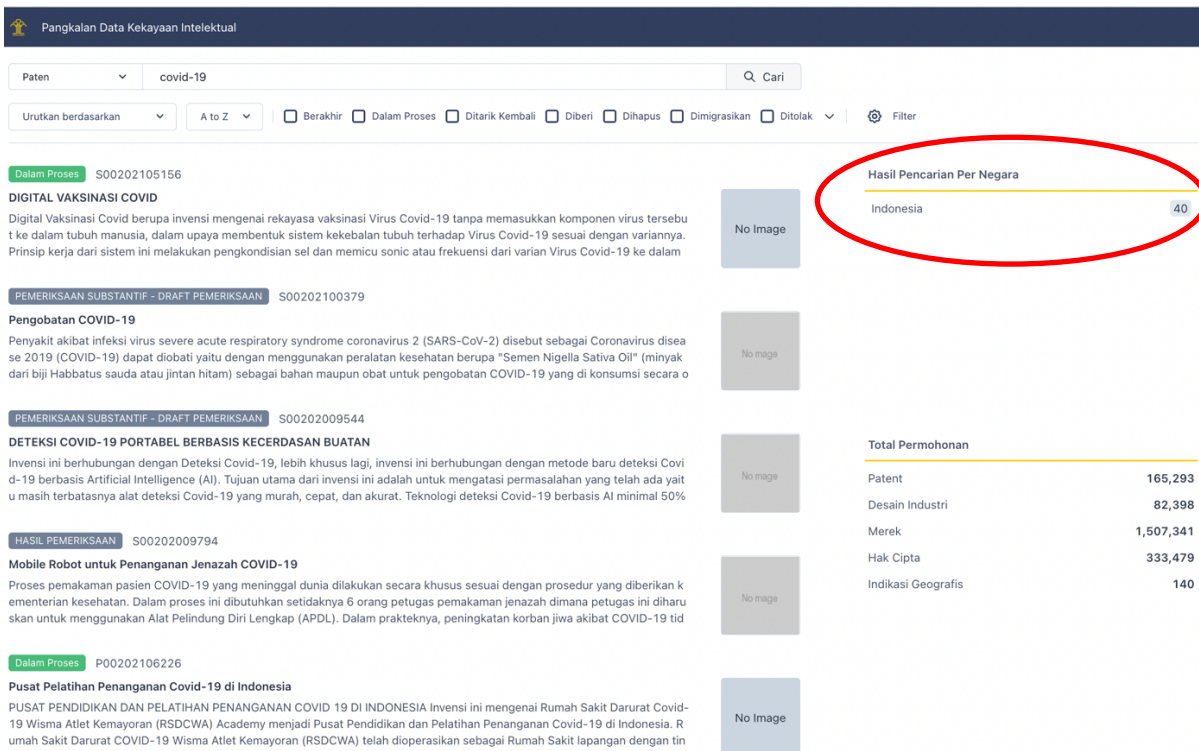 Pangkalan Data Kekayaan Intelektual
Paten
covid-19
Cari
Urutkan berdasarkan
A to Z
Berakhir
Dalam Proses
Ditarik Kembali
Diberi
Dihapus
Dimigrasikan
Ditolak
Filter
Dalam Proses S00202105156
DIGITAL VAKSINASI COVID
Digital Vaksinasi Covid berupa invensi mengenai rekayasa vaksinasi Virus Covid-19 tanpa memasukkan komponen virus tersebu
t ke dalam tubuh manusia, dalam upaya membentuk sistem kekebalan tubuh terhadap Virus Covid-19 sesuai dengan variannya.
Prinsip kerja dari sistem ini melakukan pengkondisian sel dan memicu sonic atau frekuensi dari varian Virus Covid-19 ke dalam
No Image
PEMERIKSAAN SUBSTANTIF - DRAFT PEMERIKSAAN S00202100379
Pengobatan COVID-19
Penyakit akibat infeksi virus severe acute respiratory syndrome coronavirus 2 (SARS-CoV-2) disebut sebagai Coronavirus disea
se 2019 (COVID-19) dapat diobati yaitu dengan menggunakan peralatan kesehatan berupa "Semen Nigella Sativa Oil" (minyak
dari biji Habbatus sauda atau jintan hitam) sebagai bahan maupun obat untuk pengobatan COVID-19 yang di konsumsi secara o
No mage
PEMERIKSAAN SUBSTANTIF - DRAFT PEMERIKSAAN S00202009544
DETEKSI COVID-19 PORTABEL BERBASIS KECERDASAN BUATAN
Invensi ini berhubungan dengan Deteksi Covid-19, lebih khusus lagi, invensi ini berhubungan dengan metode baru deteksi Covi
d-19 berbasis Artificial Intelligence (AI). Tujuan utama dari invensi ini adalah untuk mengatasi permasalahan yang telah ada yait
u masih terbatasnya alat deteksi Covid-19 yang murah, cepat, dan akurat. Teknologi deteksi Covid-19 berbasis AI minimal 50%
No mage
HASIL PEMERIKSAAN S00202009794
Mobile Robot untuk Penanganan Jenazah COVID-19
Proses pemakaman pasien COVID-19 yang meninggal dunia dilakukan secara khusus sesuai dengan prosedur yang diberikan k
ementerian kesehatan. Dalam proses ini dibutuhkan setidaknya 6 orang petugas pemakaman jenazah dimana petugas ini diharu
skan untuk menggunakan Alat Pelindung Diri Lengkap (APDL). Dalam prakteknya, peningkatan korban jiwa akibat COVID-19 tid
No mage
Dalam Proses P00202106226
Pusat Pelatihan Penanganan Covid-19 di Indonesia
PUSAT PENDIDIKAN DAN PELATIHAN PENANGANAN COVID 19 DI INDONESIA Invensi ini mengenai Rumah Sakit Darurat Covid-
19 Wisma Atlet Kemayoran (RSDCWA) Academy menjadi Pusat Pendidikan dan Pelatihan Penanganan Covid-19 di Indonesia. R
umah Sakit Darurat COVID-19 Wisma Atlet Kemayoran (RSDCWA) telah dioperasikan sebagai Rumah Sakit lapangan dengan tin
No Image
Hasil Pencarian Per Negara
Indonesia 40
Total Permohonan
Patent 165,293
Desain Industri 82,398
Merek 1,507,341
Hak Cipta 333,479
Indikasi Geografis 140